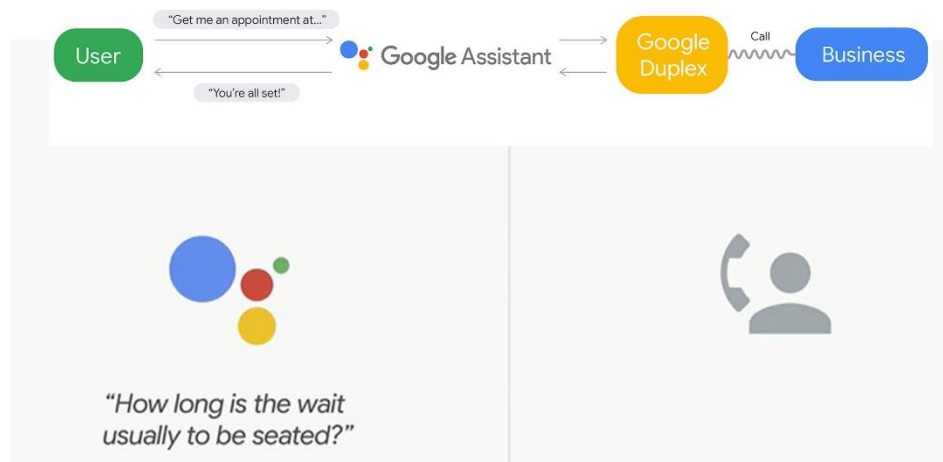 “Get me an appointment at...”
User
Google Assistant
“You’re all set!”
Google
Duplex
Call
Business
“How long is the wait
usually to be seated?”